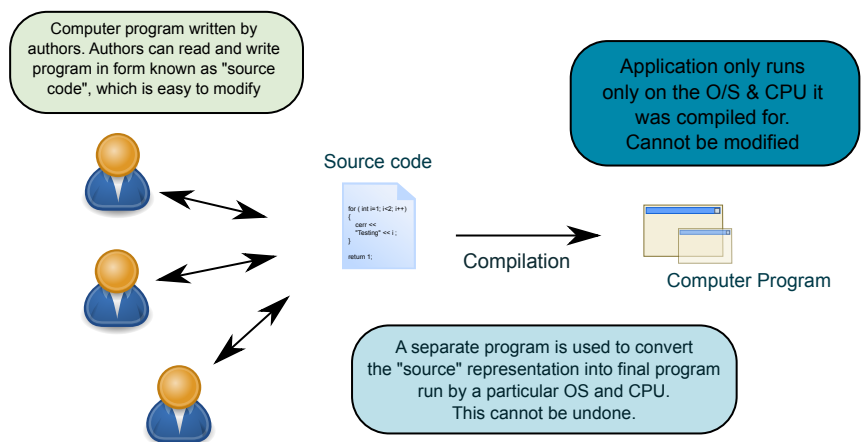 Computer program written by
authors. Authors can read and write
program in form known as "source
code", which is easy to modify
Application only runs
only on the O/S & CPU it
was compiled for.
Cannot be modified
Source code
for ( int i=1; i<2; i++)
{
cerr <<
"Testing" << i ;
}
return 1;
Compilation
Computer Program
A separate program is used to convert
the "source" representation into final program
run by a particular OS and CPU.
This cannot be undone.